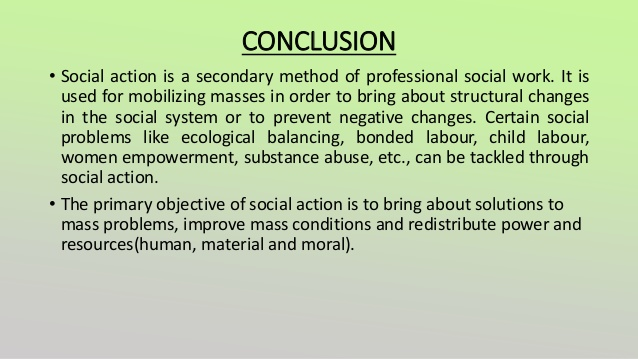 CONCLUSION
• Social action is a secondary method of professional social work. It is
used for mobilizing masses in order to bring about structural changes
in the social system or to prevent negative changes. Certain social
problems like ecological balancing, bonded labour, child labour,
women empowerment, substance abuse, etc., can be tackled through
social action.
• The primary objective of social action is to bring about solutions to
mass problems, improve mass conditions and redistribute power and
resources(human, material and moral).